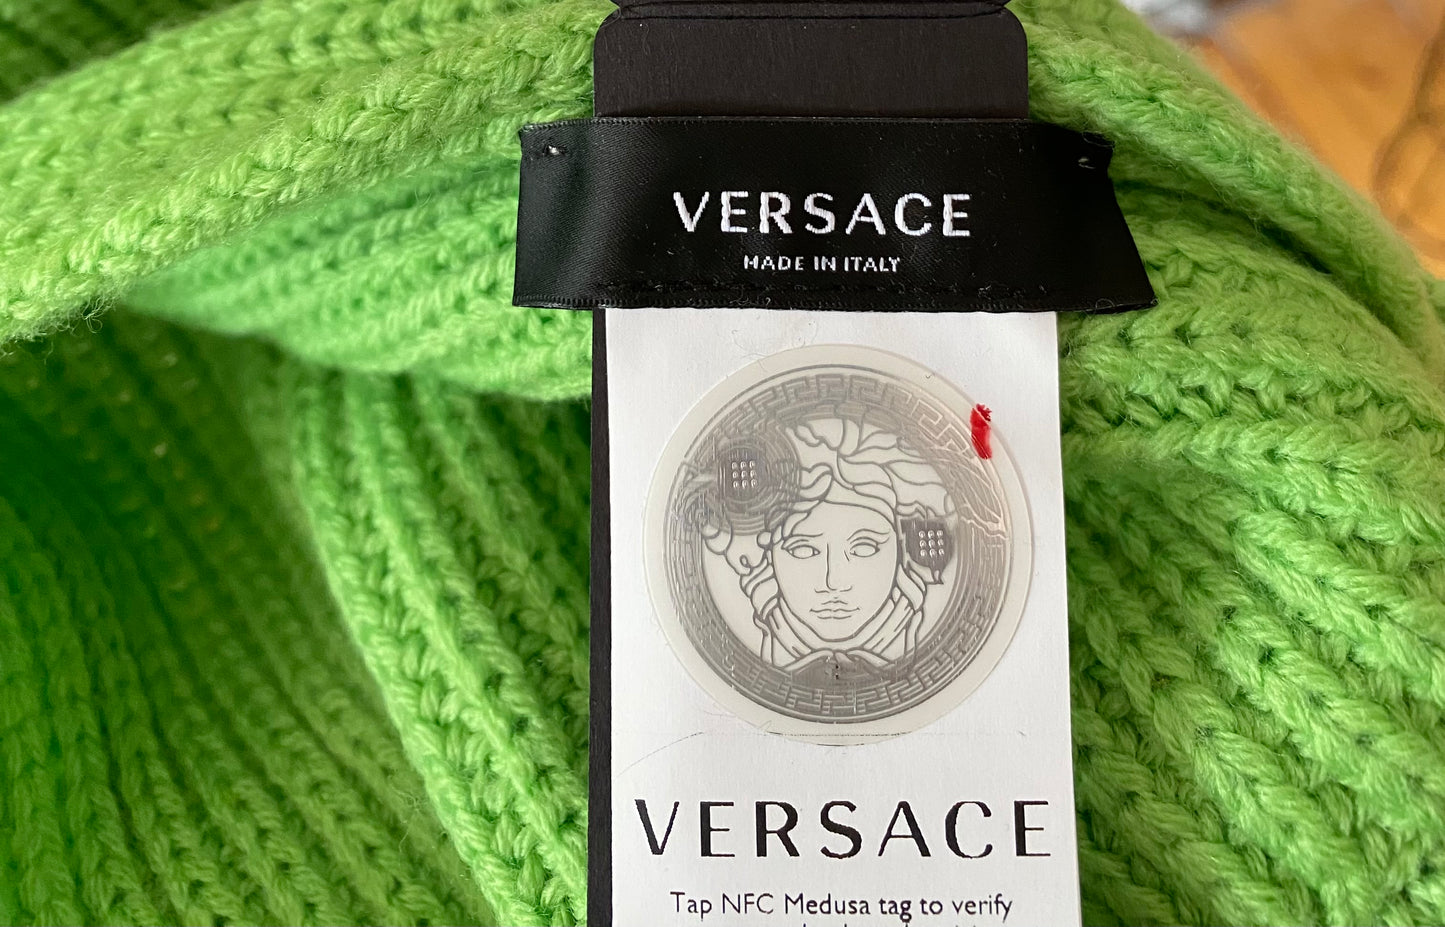 VERSACE
MADE IN ITALY
VERSACE
Tap NFC Medusa tag to verify